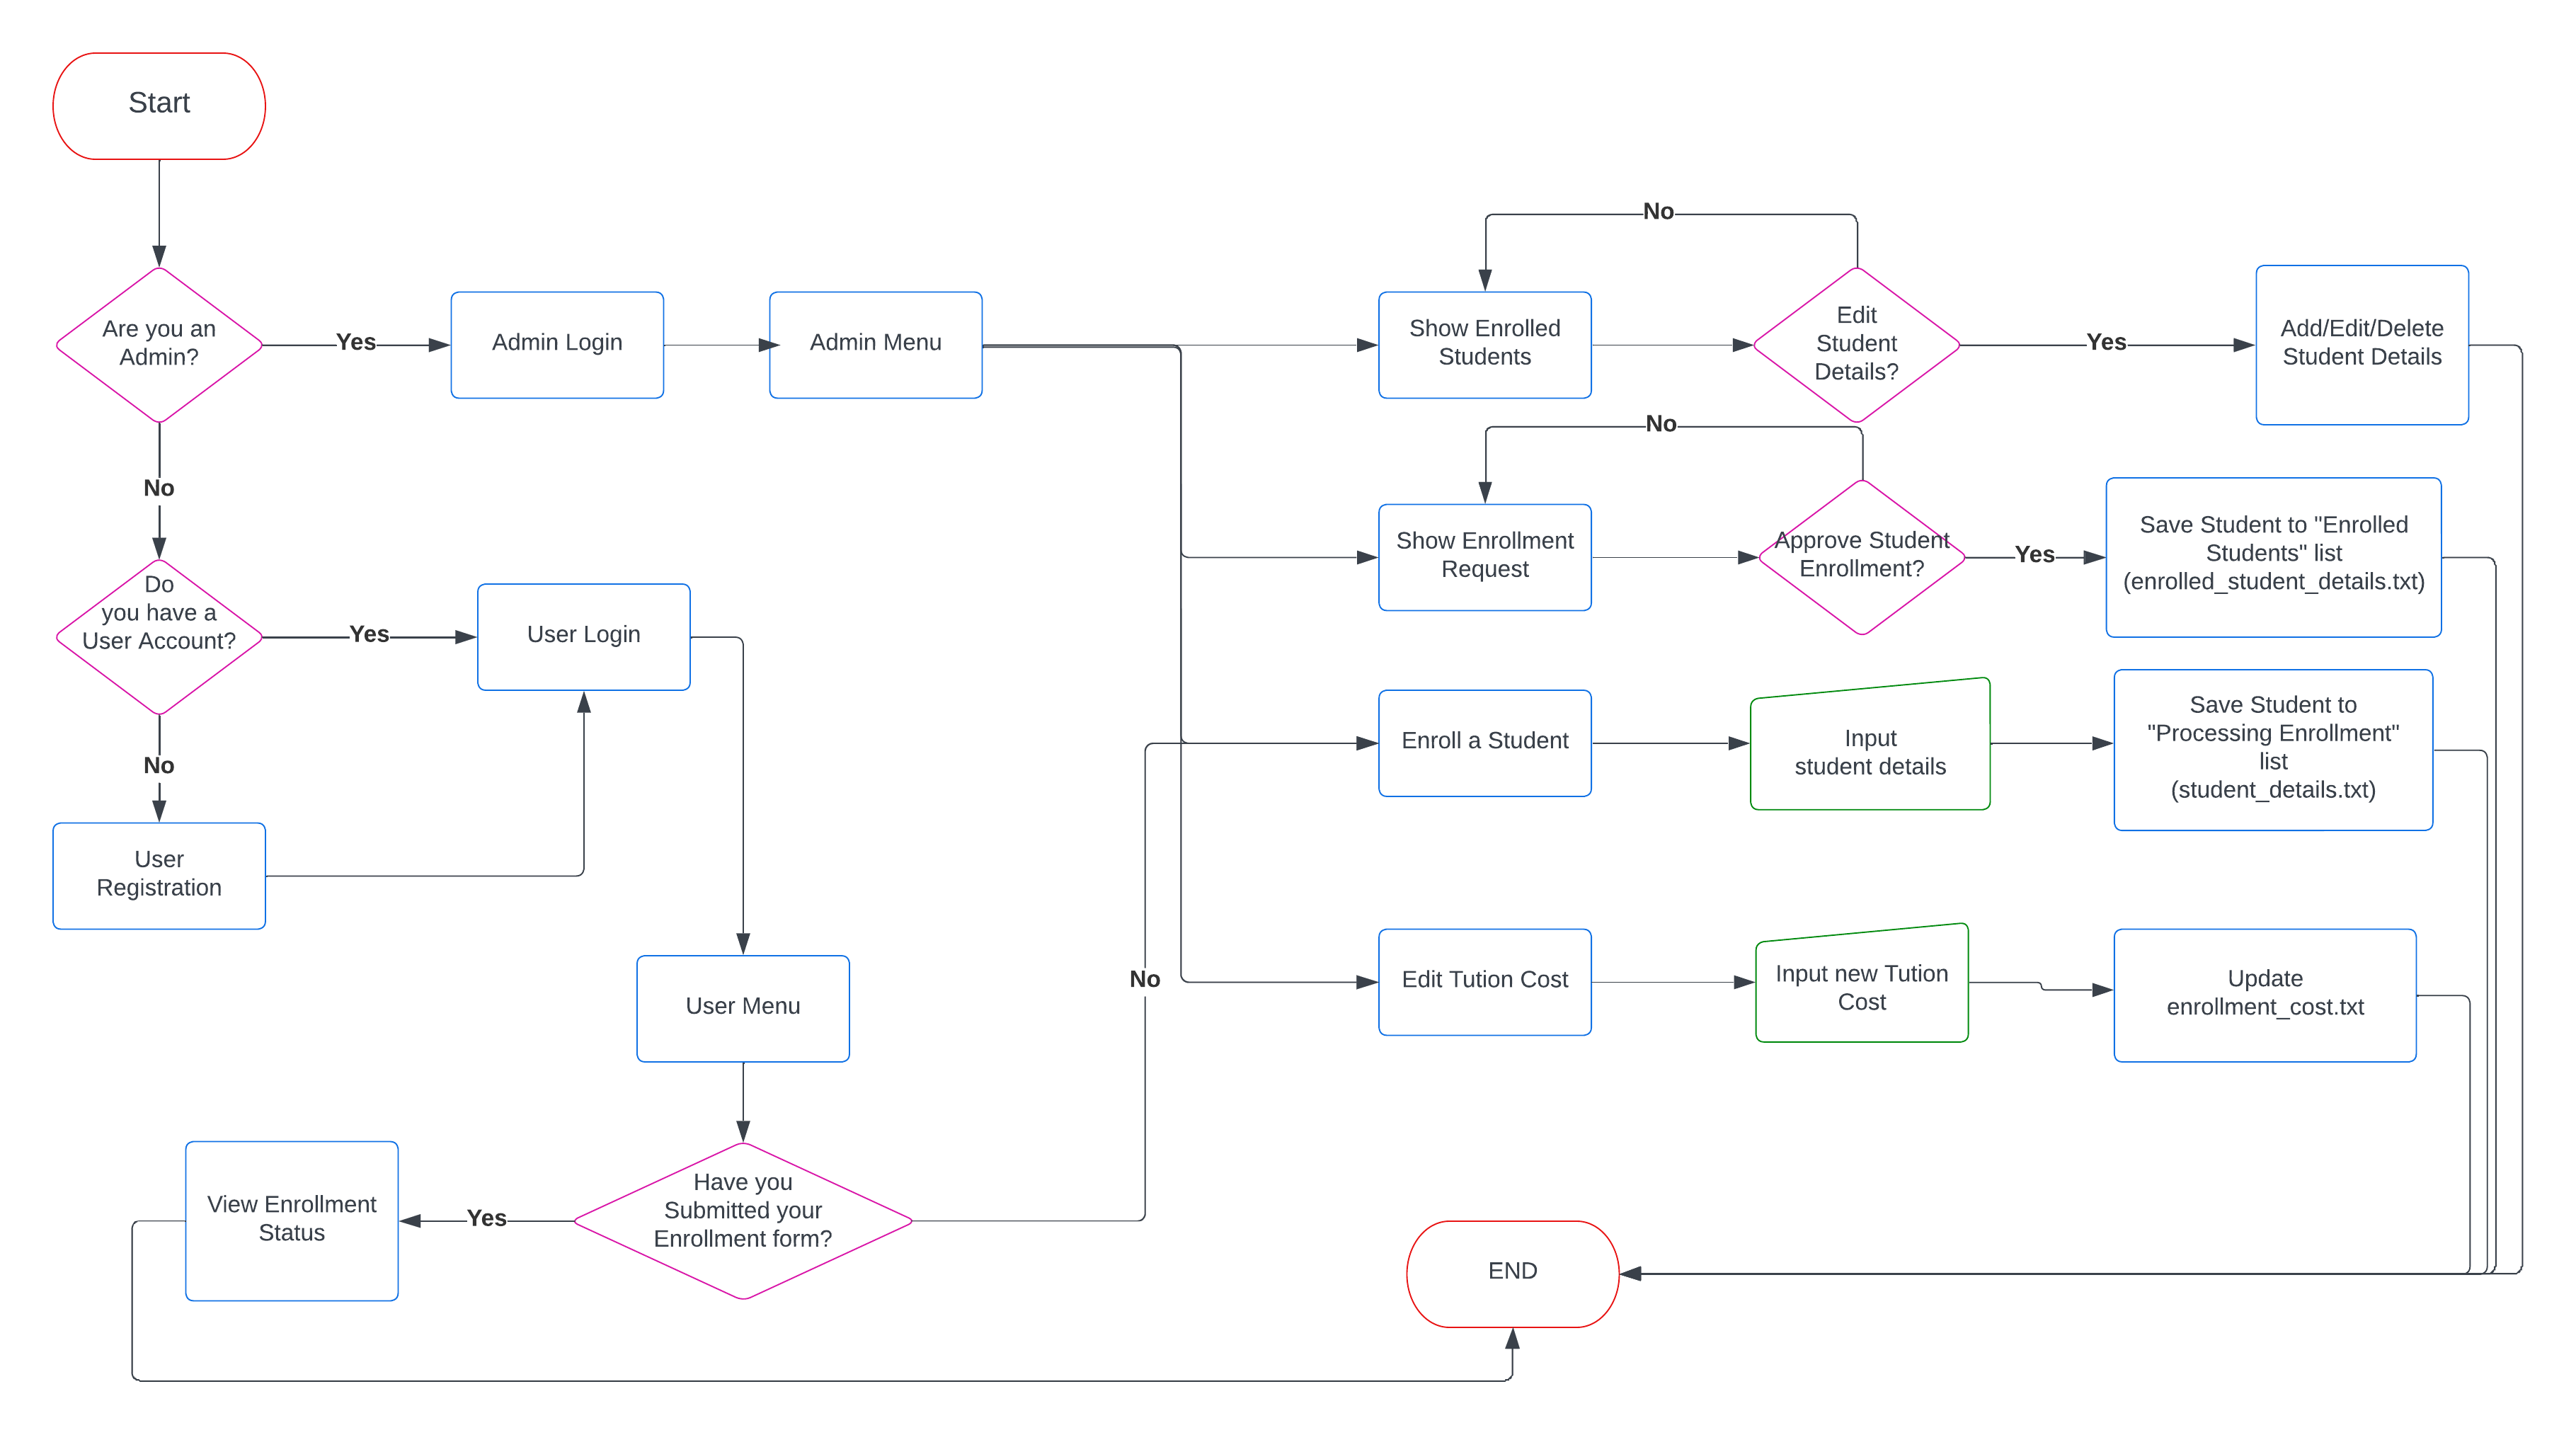 Start
Are you an
Admin?
Yes
Admin Login
Admin Menu
Show Enrolled
Students
No
Edit
Student
Details?
Yes
Add/Edit/Delete
Student Details
No
Do
you have a
User Account?
Yes
User Login
No
User
Registration
Show Enrollment
Request
No
Approve Student
Enrollment?
Yes
Save Student to "Enrolled
Students" list
(enrolled_student_details.txt)
Enroll a Student
Input
student details
Save Student to
"Processing Enrollment"
list
(student_details.txt)
Edit Tution Cost
Input new Tution
Cost
Update
enrollment_cost.txt
User Menu
Have you
Submitted your
Enrollment form?
No
Yes
View Enrollment
Status
END